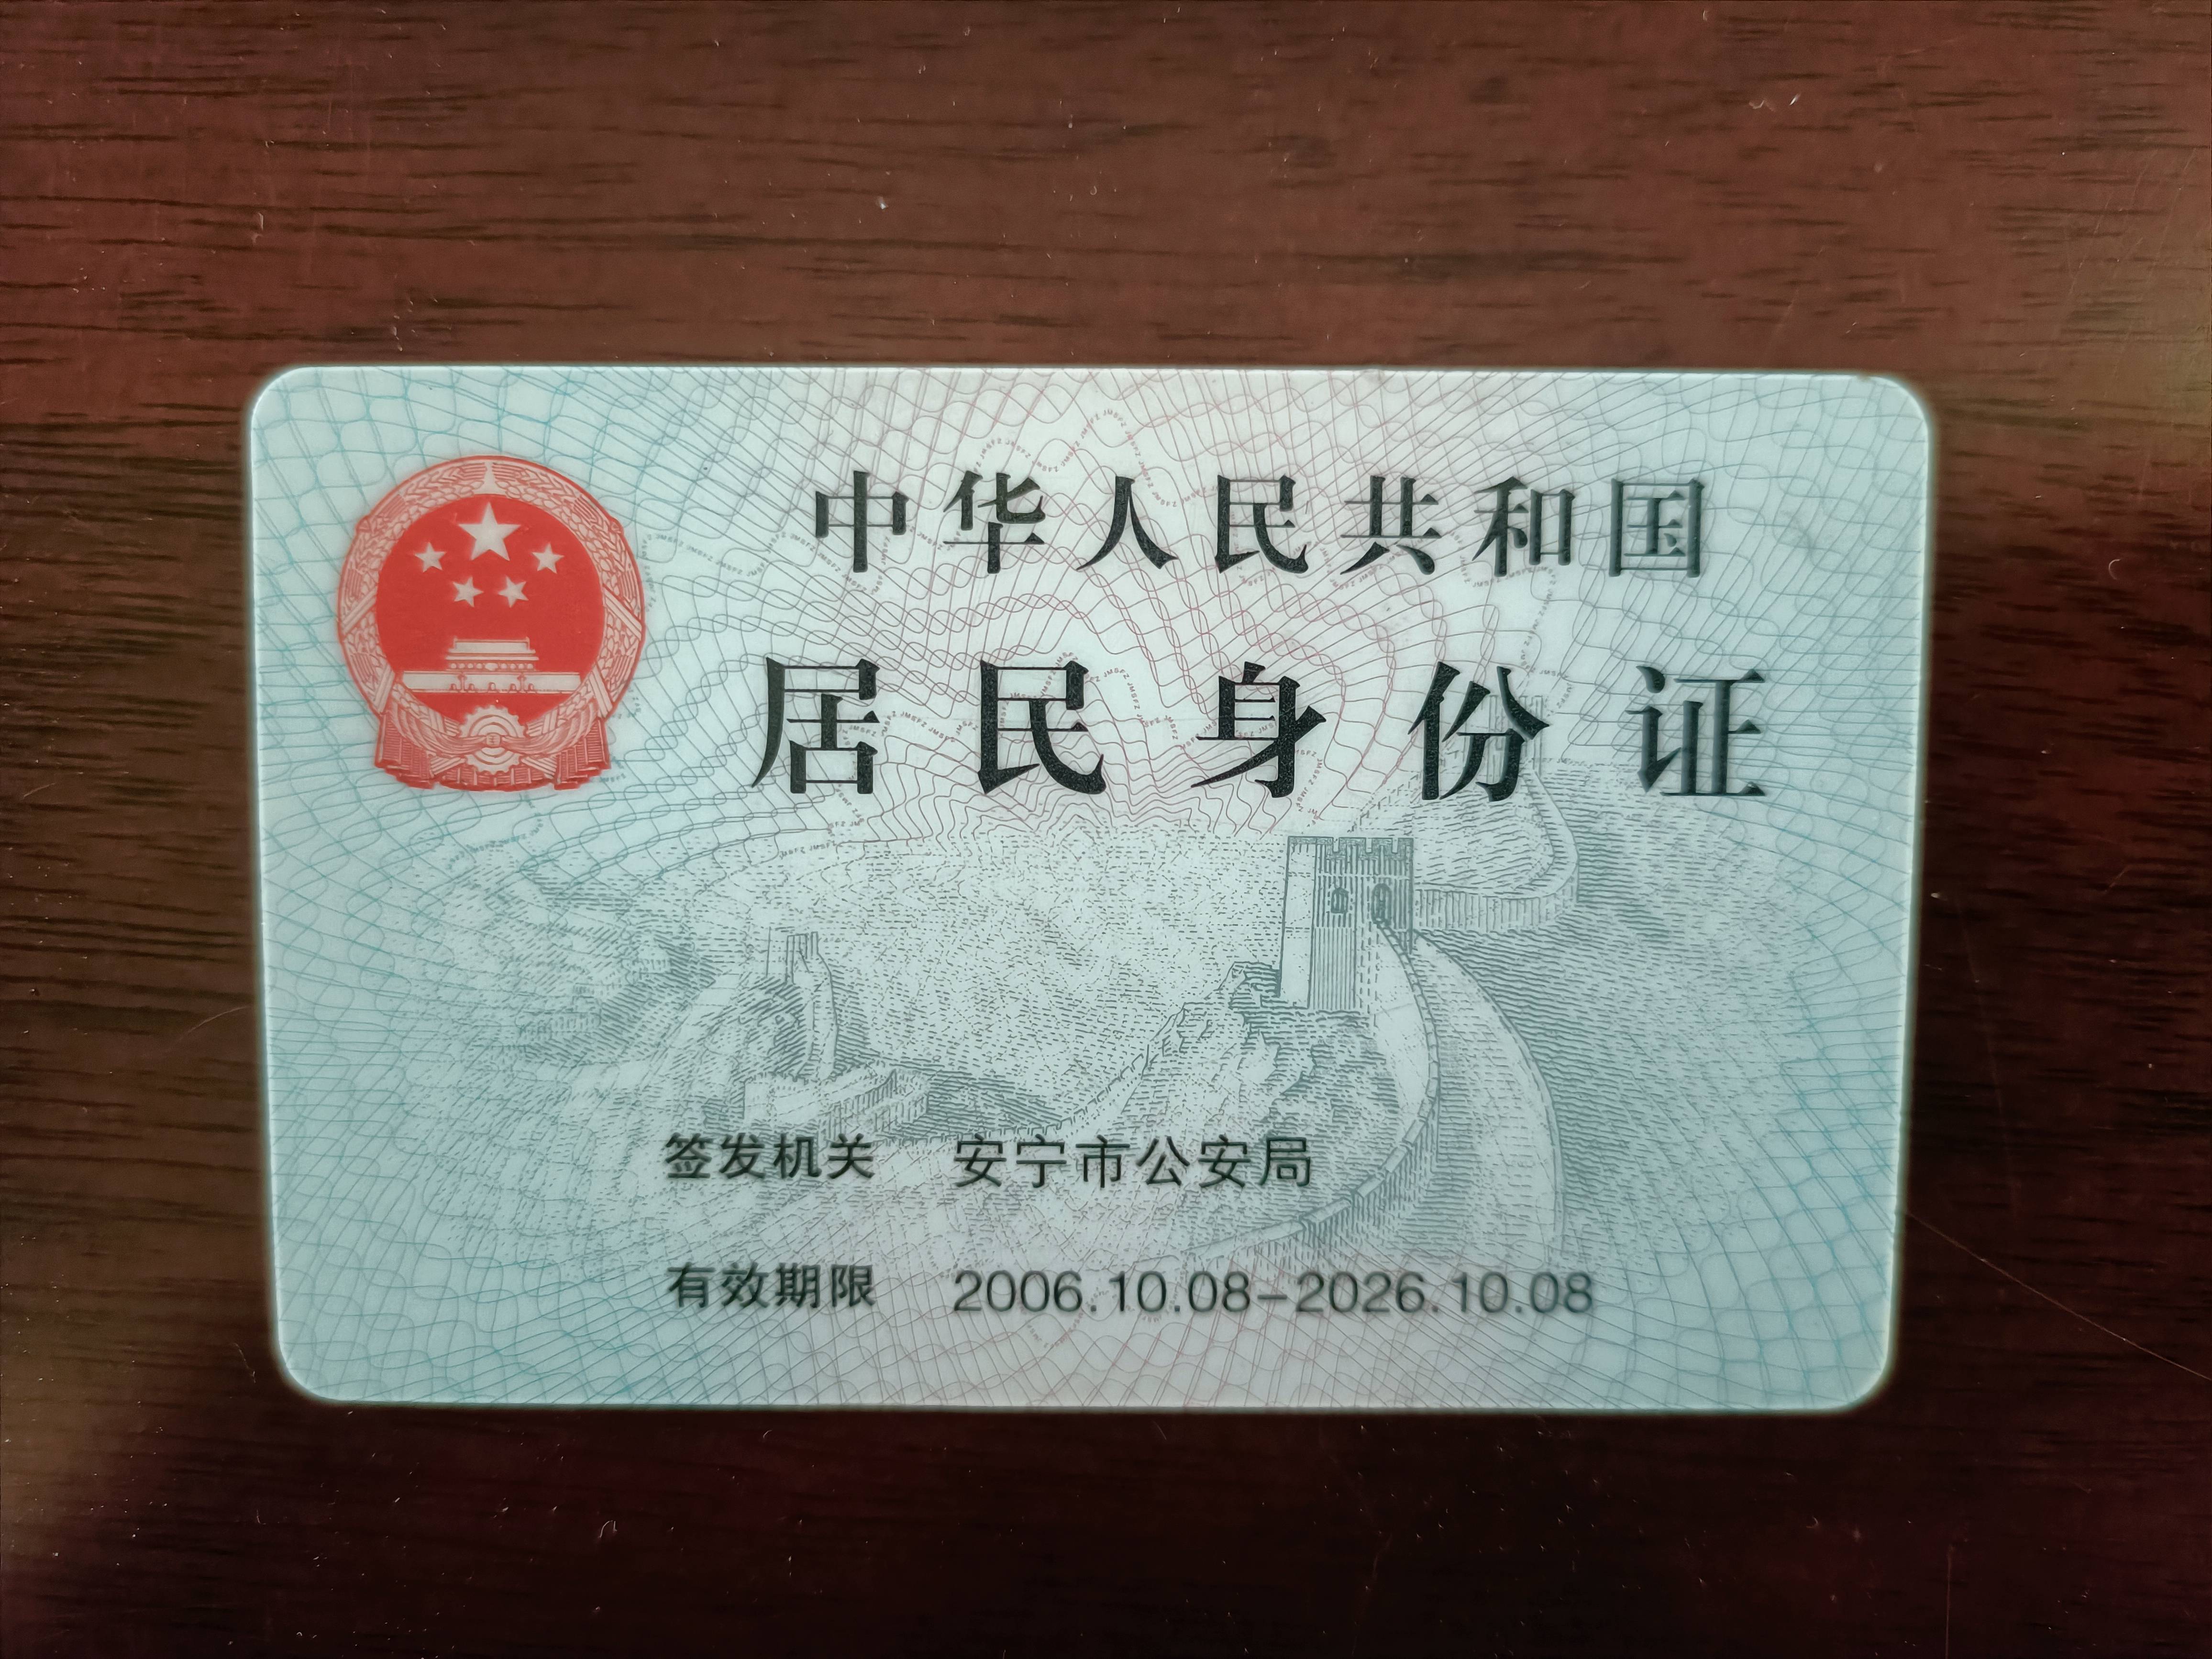 中华人民共和国
居民身份证
签发机关 安宁市公安局
有效期限 2006.10.08-2026.10.08